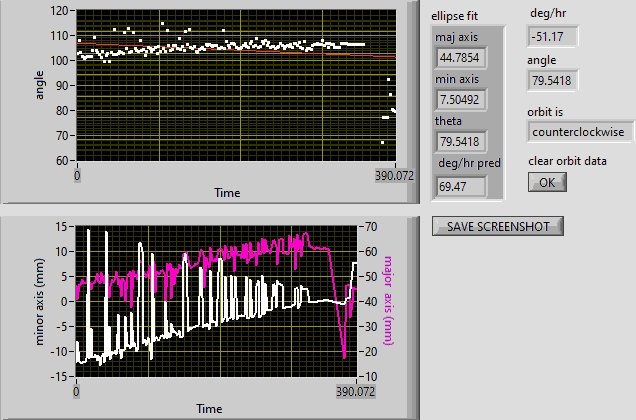 120
110
100
90
80
70
60
angle
0
390.072
Time
ellipse fit
maj axis
44.7854
min axis
7.50492
theta
79.5418
deg/hr pred
69.47
deg/hr
-51.17
angle
79.5418
orbit is
counterclockwise
clear orbit data
OK
SAVE SCREENSHOT
15
10
5
0
-5
-10
-15
minor axis (mm)
70
60
50
40
30
20
10
major axis (mm)
0
390.072
Time